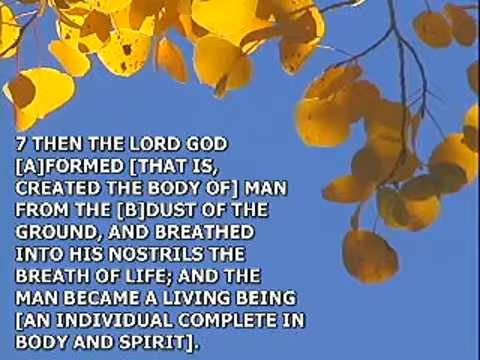 7 THEN THE LORD GOD
[A]FORMED [THAT IS,
CREATED THE BODY OF] MAN
FROM THE [B]DUST OF THE
GROUND, AND BREATHED
INTO HIS NOSTRILS THE
BREATH OF LIFE; AND THE
MAN BECAME A LIVING BEING
[AN INDIVIDUAL COMPLETE IN
BODY AND SPIRIT].